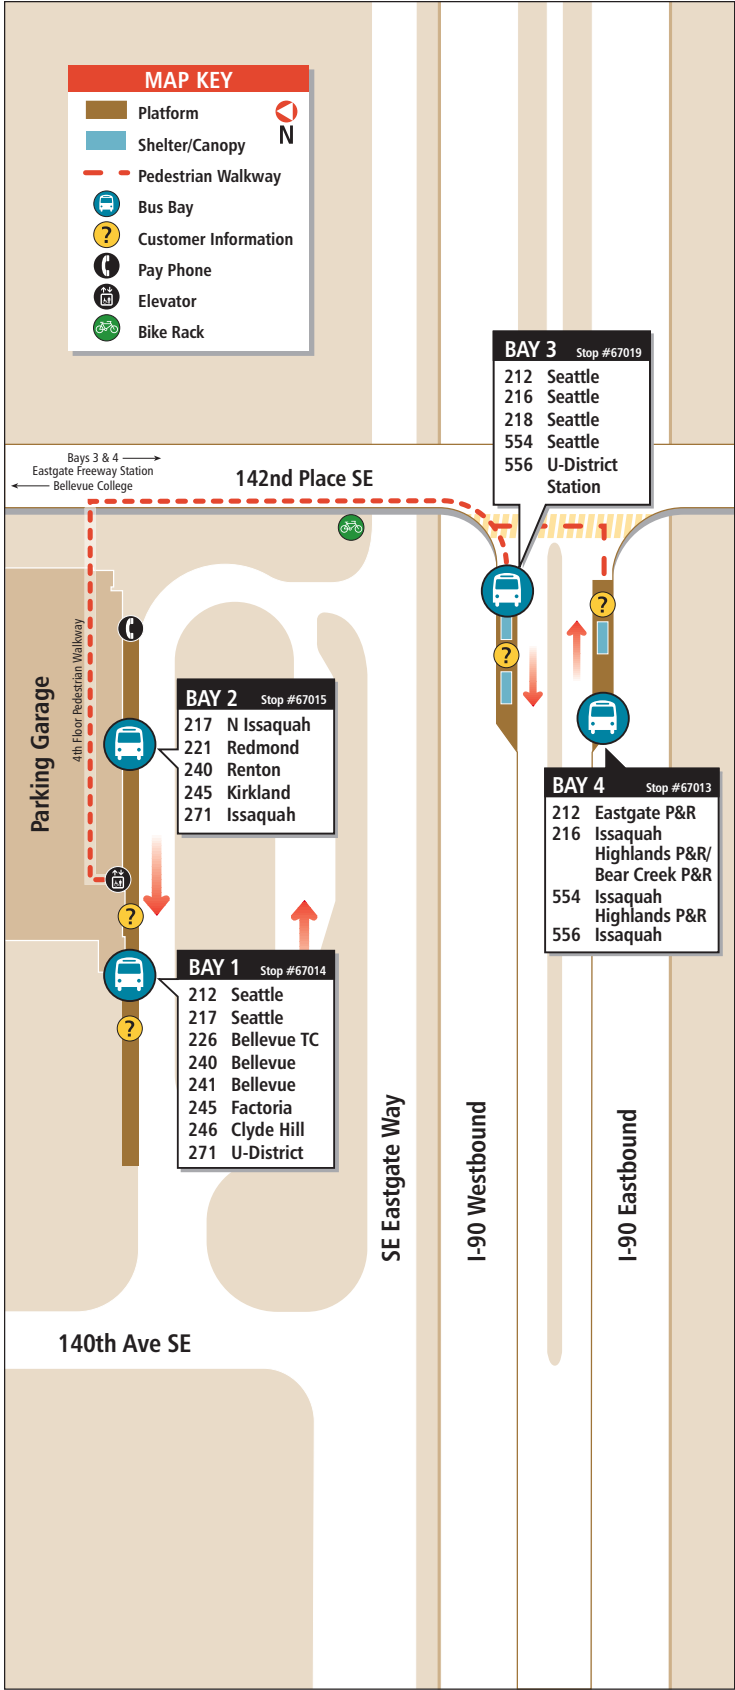 MAP KEY
Platform
N
Shelter/Canopy
Pedestrian Walkway
Bus Bay
? Customer Information
Pay Phone
Elevator
Bike Rack
BAY 3 Stop #67019
212 Seattle
216 Seattle
218 Seattle
554 Seattle
556 U-District
Station
Bays 3 & 4
Eastgate Freeway Station
Bellevue College
142nd Place SE
?
?
4th Floor Pedestrian Walkway
Parking Garage
BAY 2 Stop #67015
217 N Issaquah
221 Redmond
240 Renton
245 Kirkland
271 Issaquah
BAY 4 Stop #67013
212 Eastgate P&R
216 Issaquah
Highlands P&R/
Bear Creek P&R
554 Issaquah
Highlands P&R
556 Issaquah
?
BAY 1 Stop #67014
212 Seattle
217 Seattle
226 Bellevue TC
240 Bellevue
241 Bellevue
245 Factoria
246 Clyde Hill
271 U-District
?
SE Eastgate Way
I-90 Westbound
I-90 Eastbound
140th Ave SE